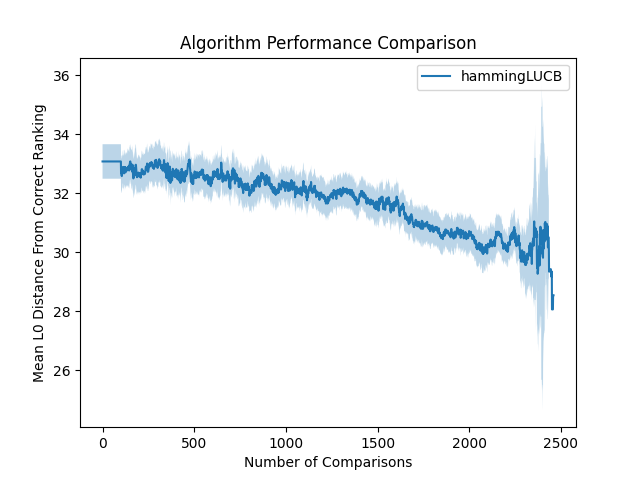 Algorithm Performance Comparison
hammingLUCB
Mean L0 Distance From Correct Ranking
36
34
32
30
28
26
0 500 1000 1500 2000 2500
Number of Comparisons